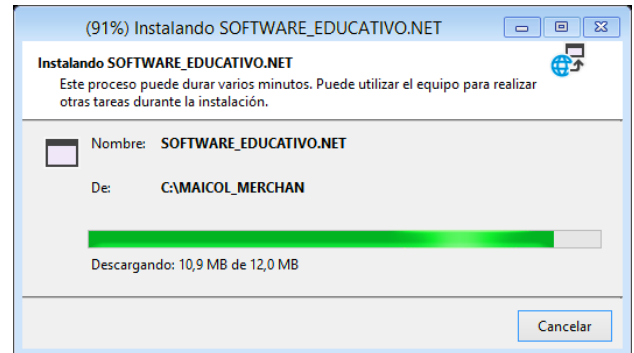 (91%) Instalando SOFTWARE_EDUCATIVO.NET
Instalando SOFTWARE_EDUCATIVO.NET
Este proceso puede durar varios minutos. Puede utilizar el equipo para realizar
otras tareas durante la instalación.
Nombre: SOFTWARE_EDUCATIVO.NET
De: C:\MAICOL_MERCHAN
Descargando: 10,9 MB de 12,0 MB
Cancelar